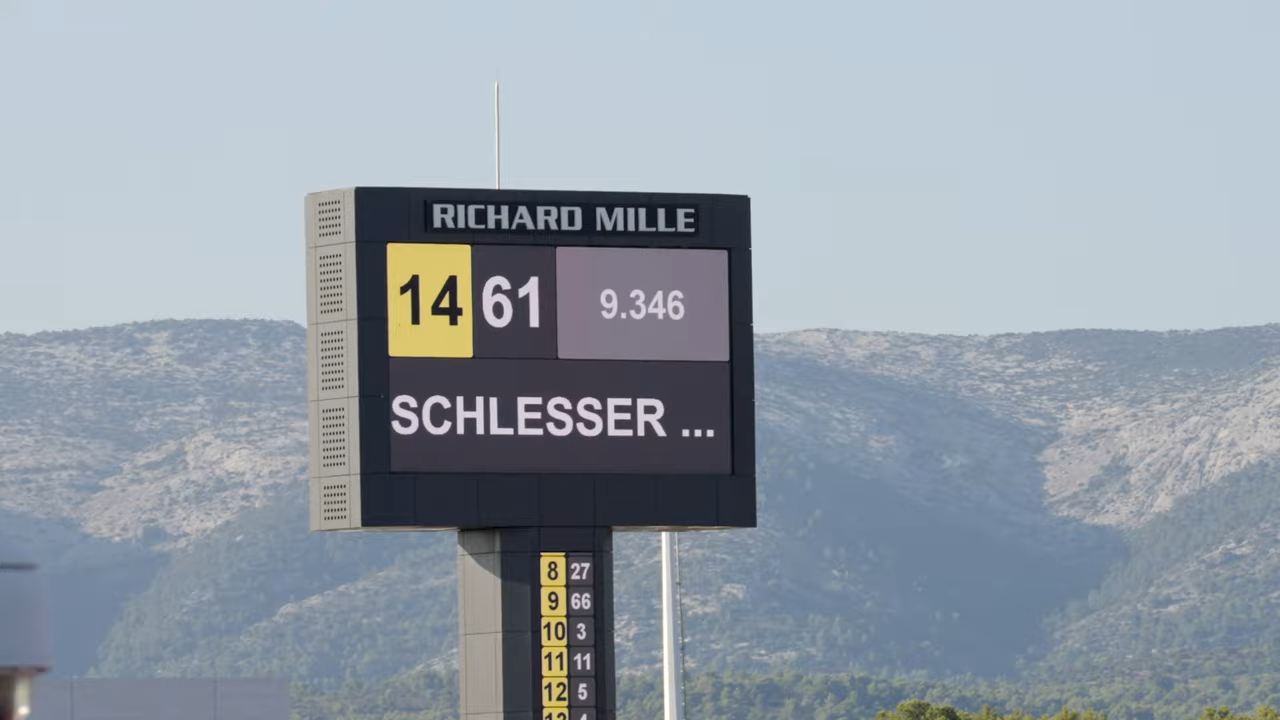 RICHARD MILLE
14 61 9.346
SCHLESSER ...
8 27
9 66
10 3
11 11
12 5